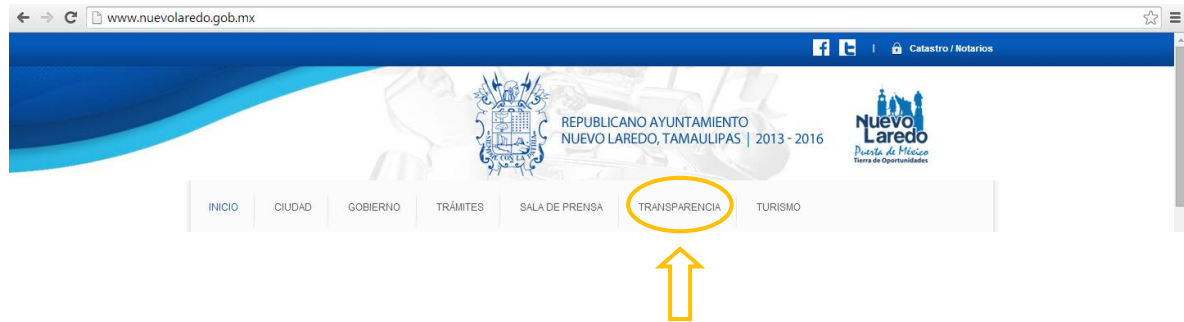 www.nuevolaredo.gob.mx
Catastro / Notarios
REPUBLICANO AYUNTAMIENTO
NUEVO LAREDO, TAMAULIPAS | 2013 - 2016
Nuevo
Laredo
Puerta de México
Tierra de Oportunidades
INICIO CIUDAD GOBIERNO TRÁMITES SALA DE PRENSA TRANSPARENCIA TURISMO